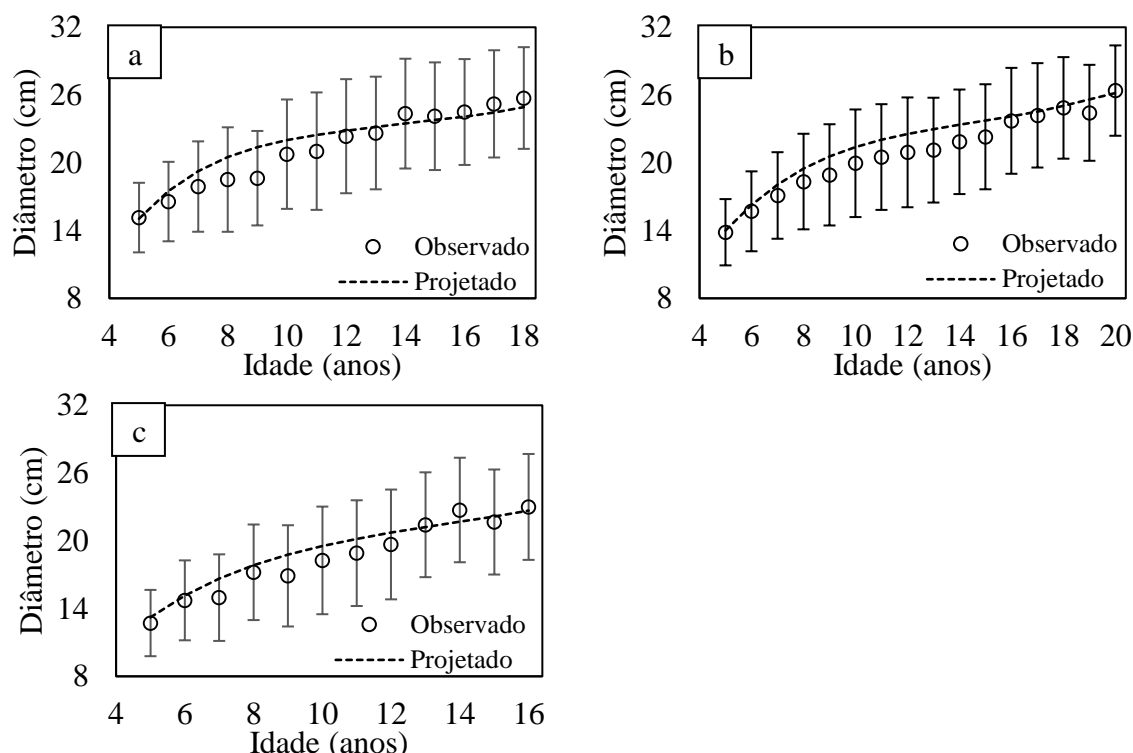 32
26
20
14
8
Diâmetro (cm)
a
Observado
Projetado
4 6 8 10 12 14 16 18
Idade (anos)
32
26
20
14
8
Diâmetro (cm)
b
Observado
Projetado
4 6 8 10 12 14 16 18 20
Idade (anos)
32
26
20
14
8
Diâmetro (cm)
c
Observado
Projetado
4 6 8 10 12 14 16
Idade (anos)